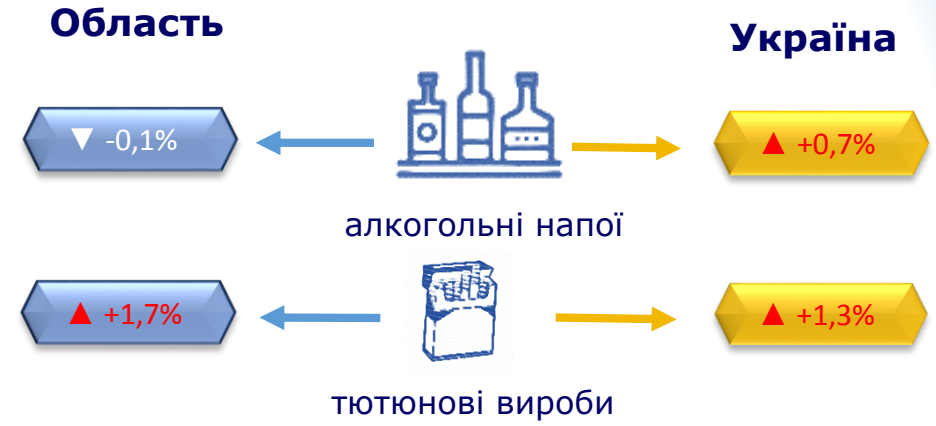 Область
Україна
▼ -0,1%
▲ +0,7%
алкогольні напої
▲ +1,7%
▲ +1,3%
тютюнові вироби